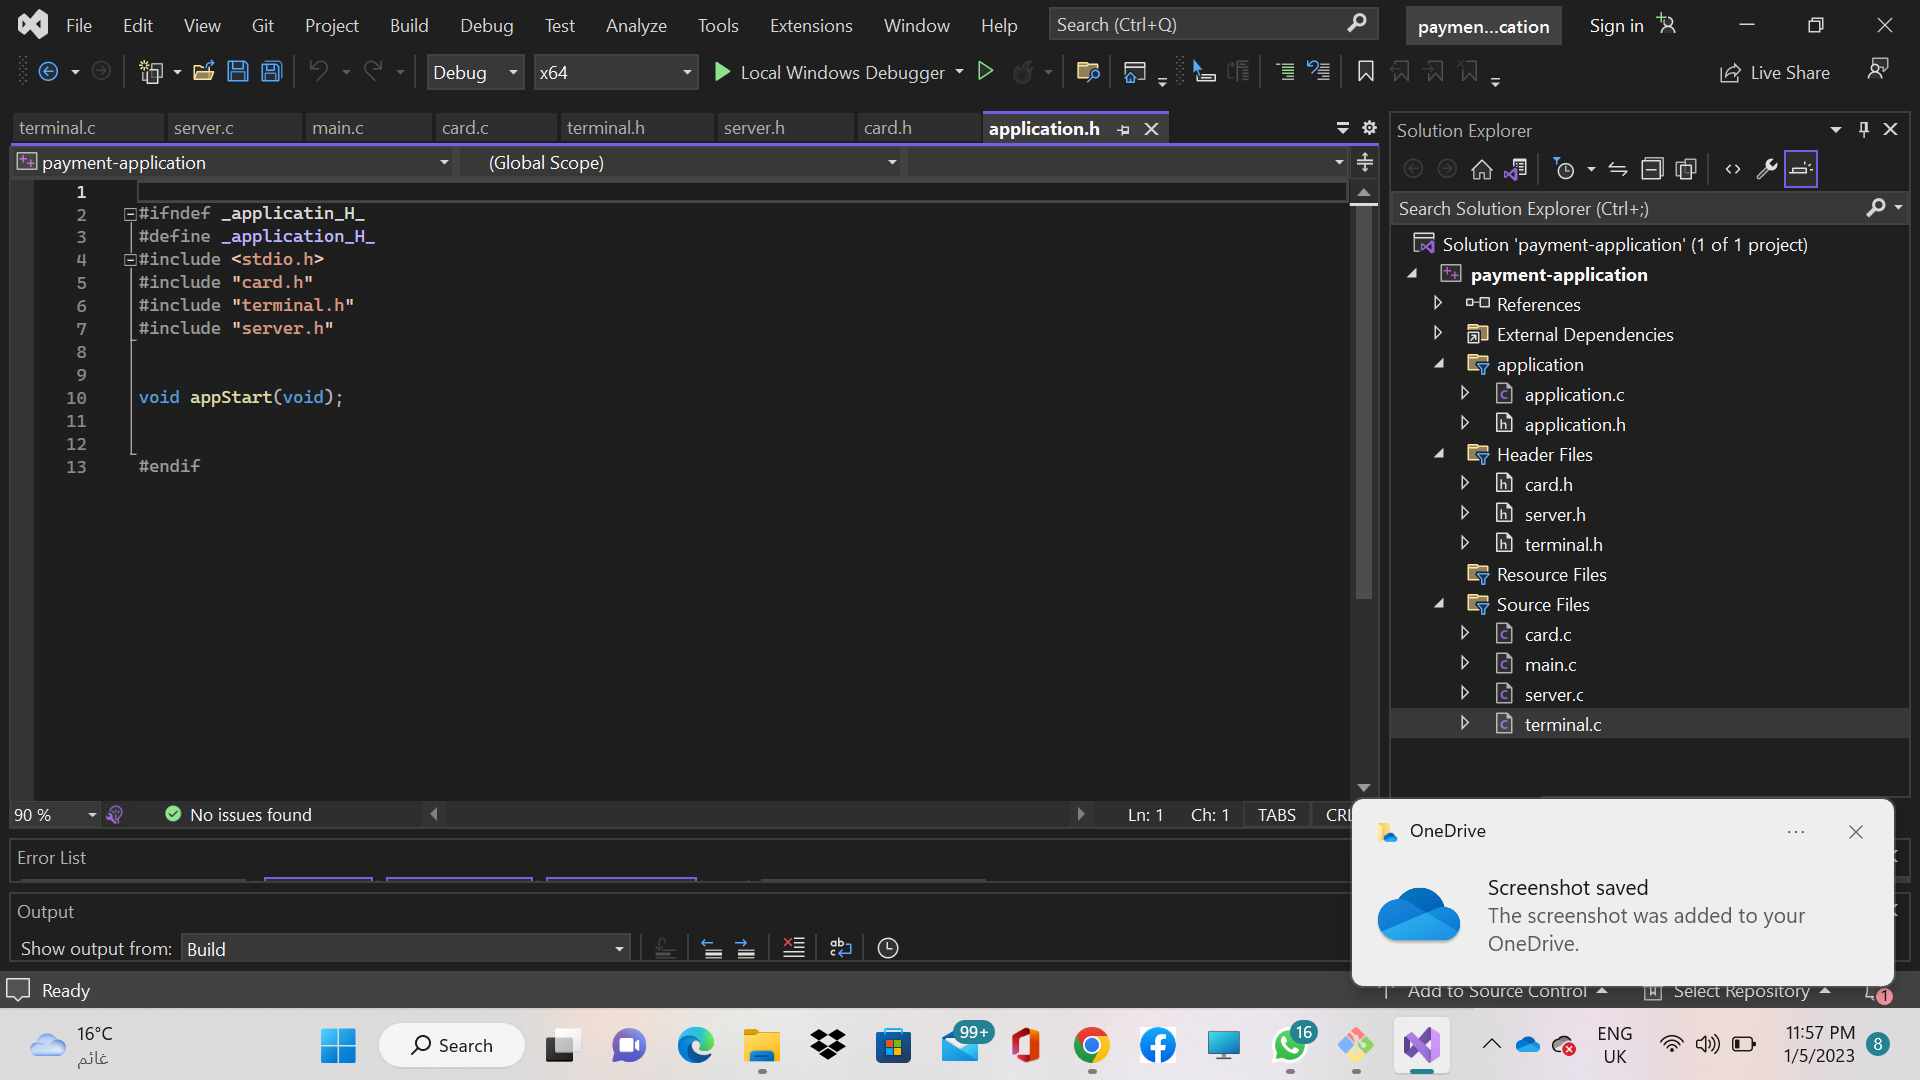 File Edit View Git Project Build Debug Test Analyze Tools Extensions Window Help Search (Ctrl+Q) paymen...cation Sign in
Debug x64 Local Windows Debugger Live Share
terminal.c server.c main.c card.c terminal.h server.h card.h application.h
payment-application (Global Scope)
1
2 #ifndef _applicatin_H_
3 #define _application_H_
4 #include <stdio.h>
5 #include "card.h"
6 #include "terminal.h"
7 #include "server.h"
8
9
10 void appStart(void);
11
12
13 #endif
90 % No issues found Ln: 1 Ch: 1 TABS
Error List
Output
Show output from: Build
Solution Explorer
Search Solution Explorer (Ctrl+;)
Solution 'payment-application' (1 of 1 project)
payment-application
References
External Dependencies
application
application.c
application.h
Header Files
card.h
server.h
terminal.h
Resource Files
Source Files
card.c
main.c
server.c
terminal.c
OneDrive
Screenshot saved
The screenshot was added to your
OneDrive.
Ready Add to Source Control Select Repository 1
16°C
غائم
Search 99+ 16
ENG
UK
11:57 PM
1/5/2023
8